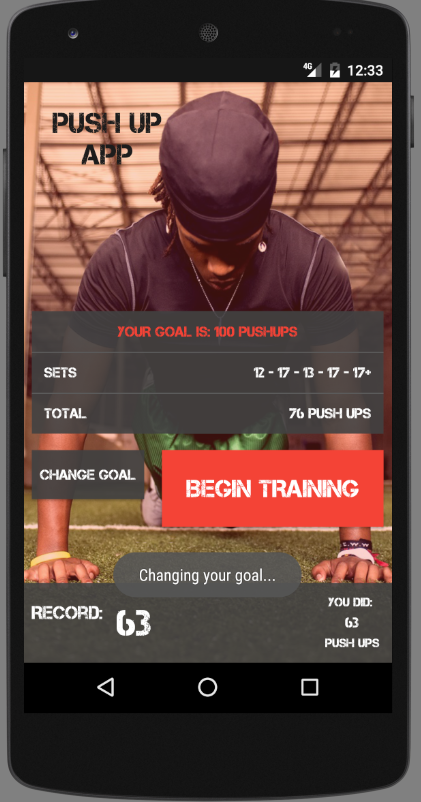 4G 12:33
PUSH UP
APP
YOUR GOAL IS: 100 PUSHUPS
SETS 12 - 17 - 13 - 17 - 17+
TOTAL 76 PUSH UPS
CHANGE GOAL
BEGIN TRAINING
Changing your goal...
RECORD: 63
YOU DID:
63
PUSH UPS